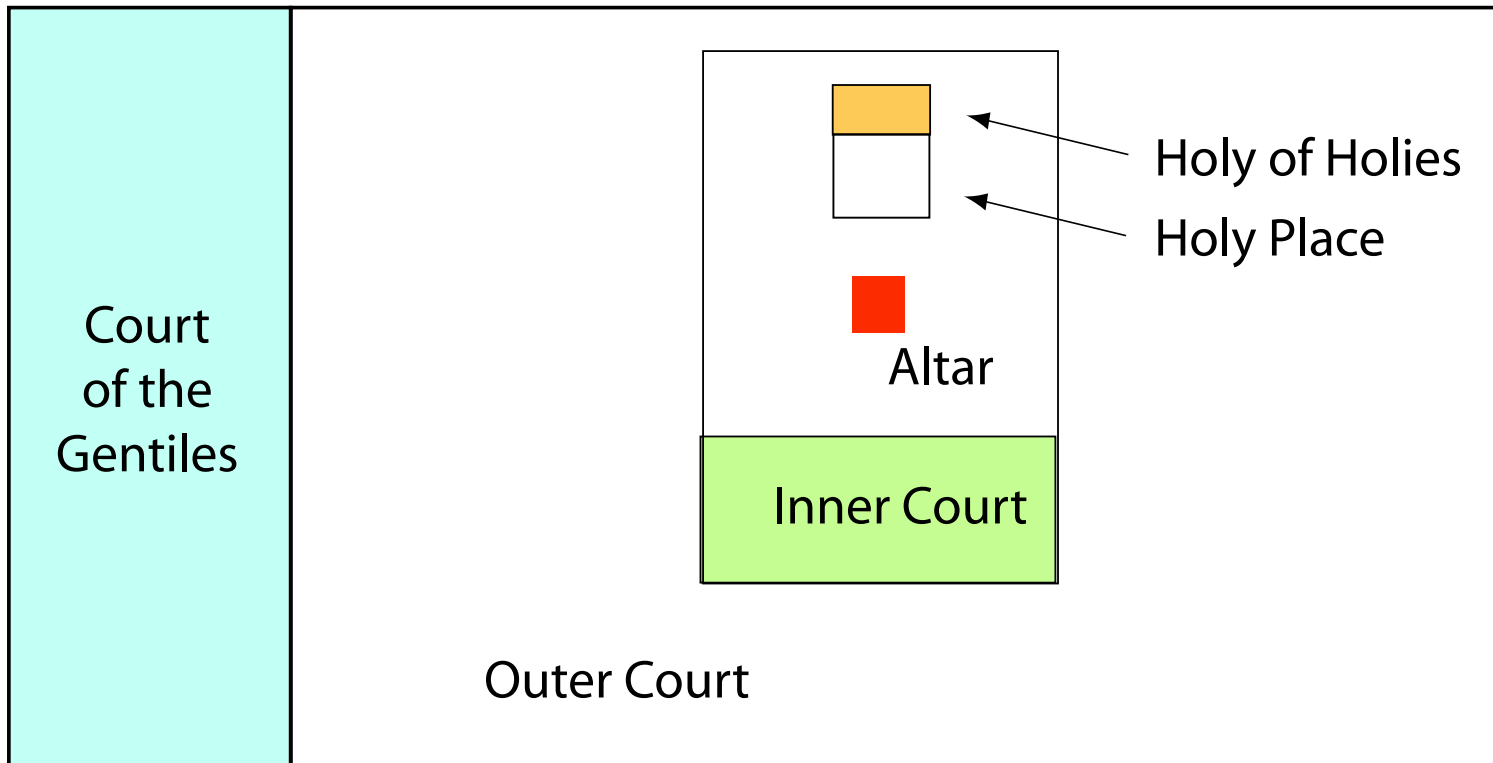 Court
of the
Gentiles
Holy of Holies
Holy Place
Altar
Inner Court
Outer Court